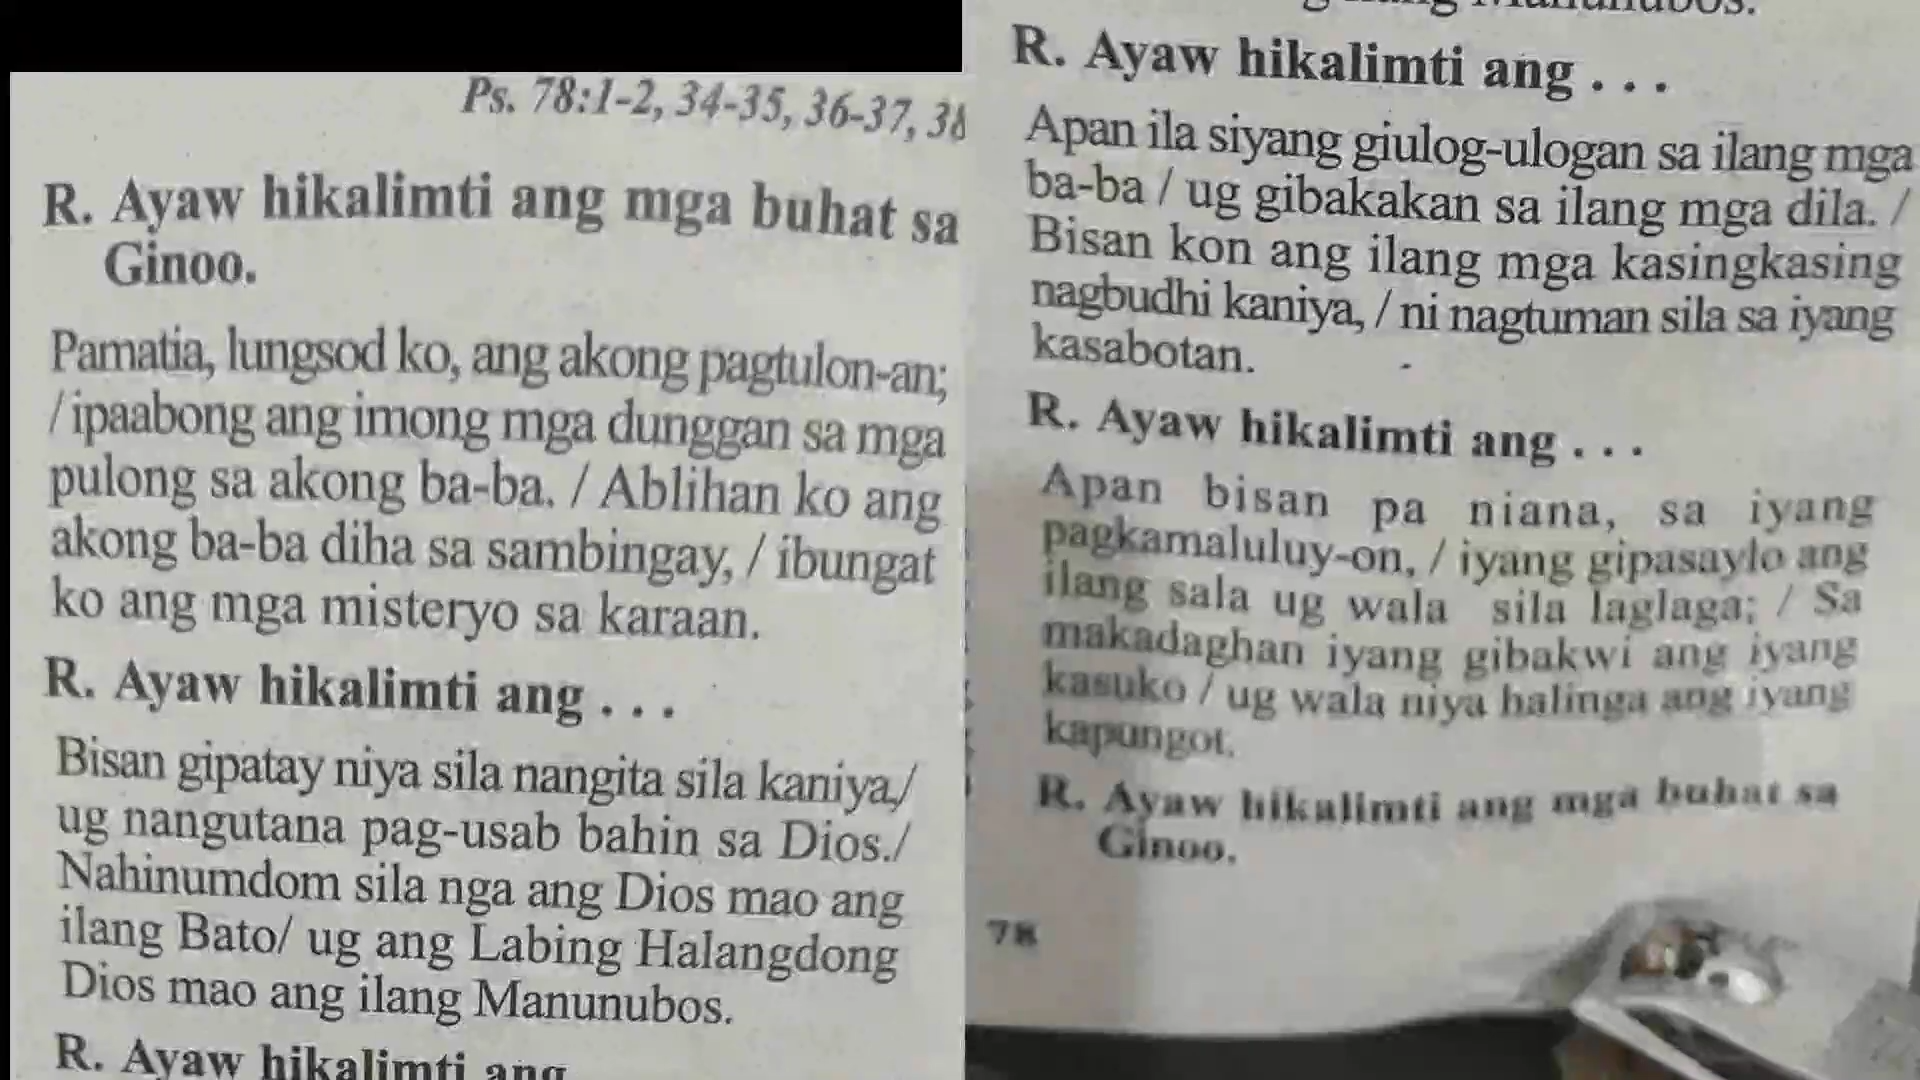 Ps. 78:1-2, 34-35, 36-37, 38
R. Ayaw hikalimti ang mga buhat sa
Ginoo.
Pamatia, lungsod ko, ang akong pagtulon-an;
/ ipaabong ang imong mga dunggan sa mga
pulong sa akong ba-ba. / Ablihan ko ang
akong ba-ba diha sa sambingay, / ibungat
ko ang mga misteryo sa karaan.
R. Ayaw hikalimti ang . . .
Bisan gipatay niya sila nangita sila kaniya,/
ug nangutana pag-usab bahin sa Dios./
Nahinumdom sila nga ang Dios mao ang
ilang Bato/ ug ang Labing Halangdong
Dios mao ang ilang Manunubos.
R. Ayaw hikalimti ang
Manunubos.
R. Ayaw hikalimti ang . . .
Apan ila siyang giulog-ulogan sa ilang mga
ba-ba / ug gibakakan sa ilang mga dila. /
Bisan kon ang ilang mga kasingkasing
nagbudhi kaniya, / ni nagtuman sila sa iyang
kasabotan.
R. Ayaw hikalimti ang . . .
Apan bisan pa niana, sa iyang
pagkamaluluy-on, / iyang gipasaylo ang
ilang sala ug wala sila laglaga; / Sa
makadaghan iyang gibakwi ang iyang
kasuko / ug wala niya halinga ang iyang
kapungot.
R. Ayaw hikalimti ang mga buhat sa
Ginoo.
78